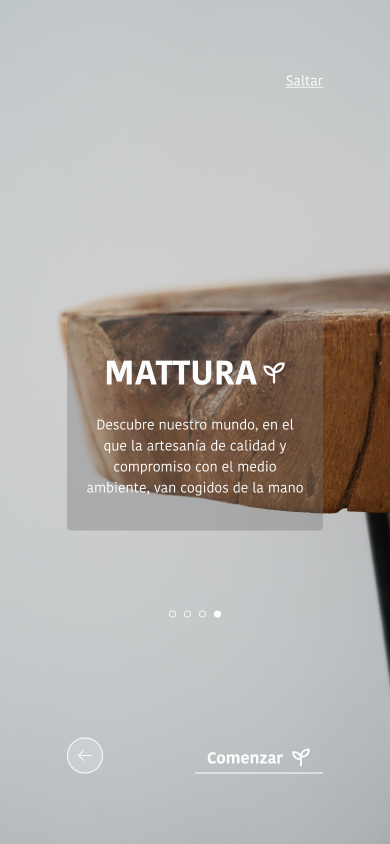 Saltar
MATTURA
Descubre nuestro mundo, en el
que la artesanía de calidad y
compromiso con el medio
ambiente, van cogidos de la mano
Comenzar